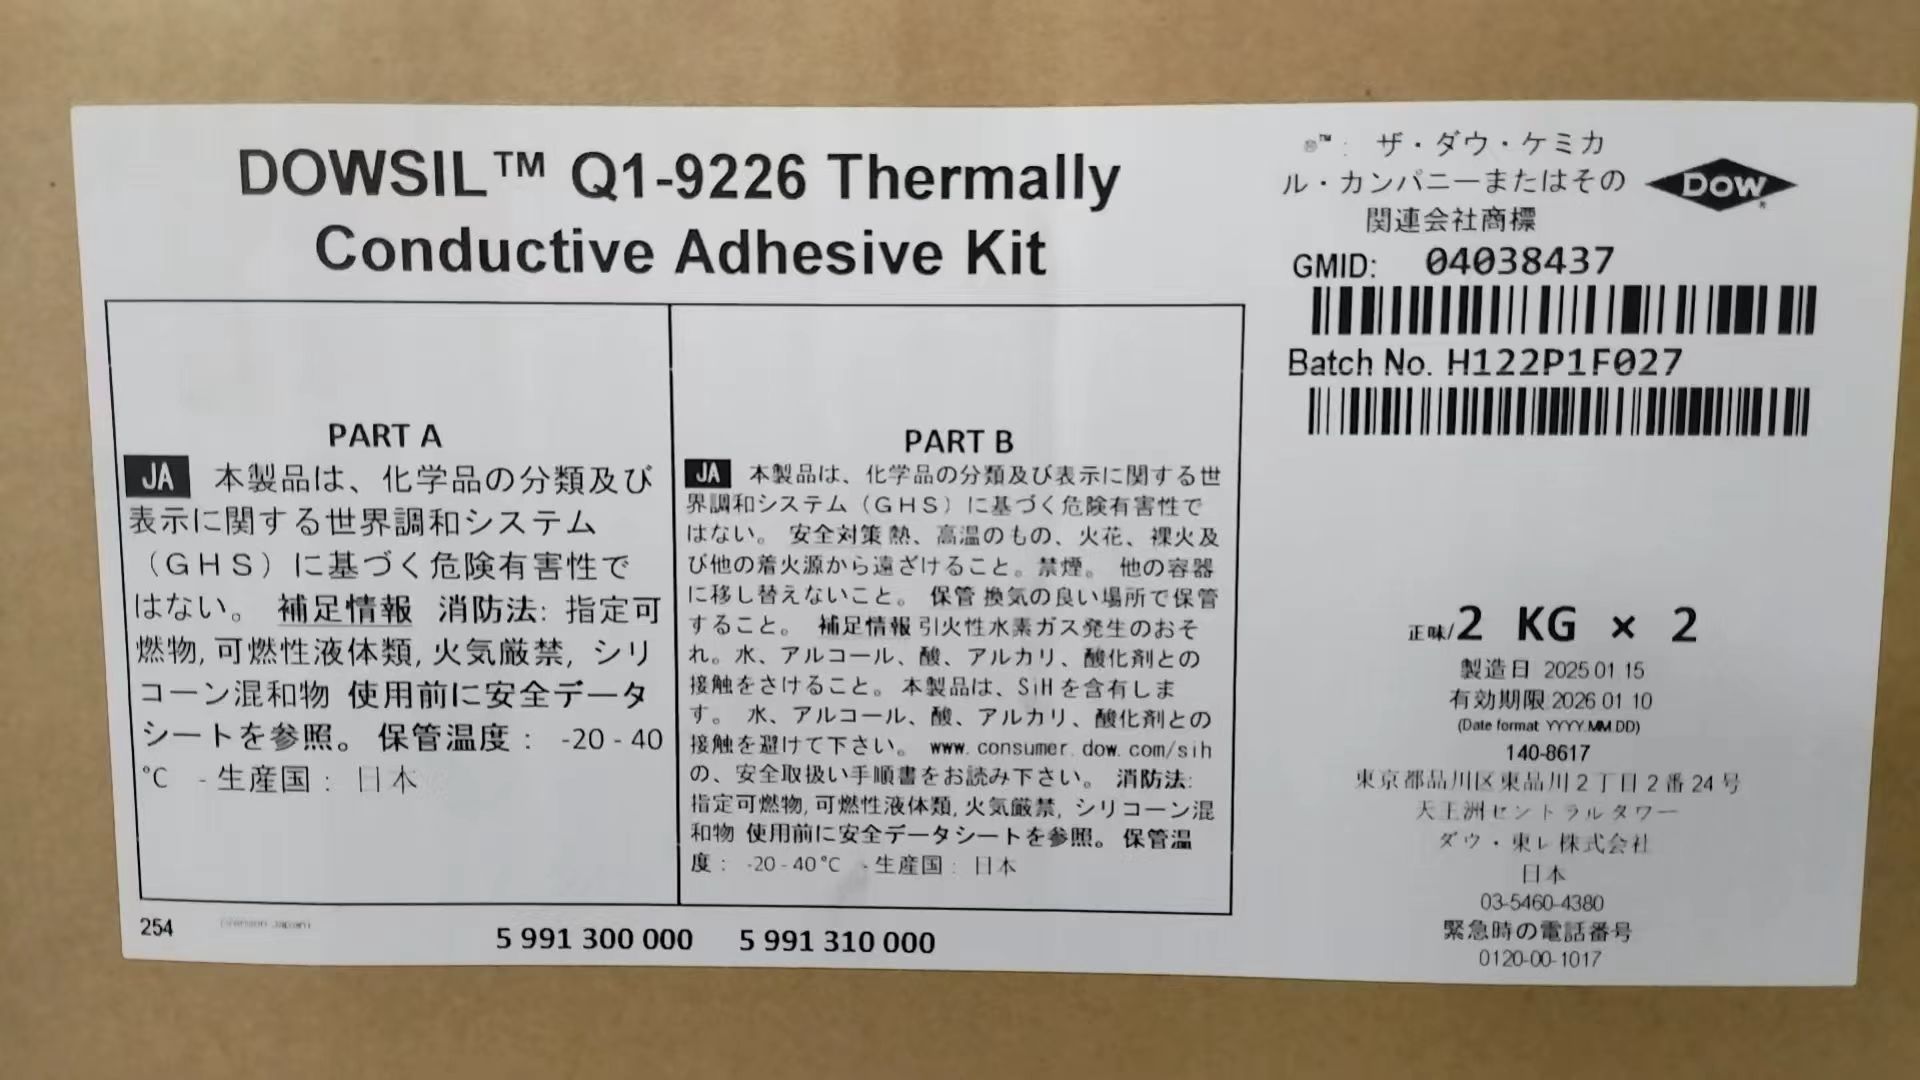 DOWSIL™ Q1-9226 Thermally
Conductive Adhesive Kit
PART A
JA 本製品は、化学品の分類及び
表示に関する世界調和システム
（GHS）に基づく危険有害性で
はない。 補足情報 消防法: 指定可
燃物, 可燃性液体類, 火気厳禁, シリ
コーン混和物 使用前に安全データ
シートを参照。 保管温度： -20 - 40
℃ - 生産国： 日本
PART B
JA 本製品は、化学品の分類及び表示に関する世
界調和システム（GHS）に基づく危険有害性で
はない。 安全対策 熱、高温のもの、火花、裸火及
び他の着火源から遠ざけること。禁煙。 他の容器
に移し替えないこと。 保管 換気の良い場所で保管
すること。 補足情報 引火性水素ガス発生のおそ
れ。水、アルコール、酸、アルカリ、酸化剤との
接触をさけること。 本製品は、SiHを含有しま
す。 水、アルコール、酸、アルカリ、酸化剤との
接触を避けて下さい。 www.consumer.dow.com/sih
の、安全取扱い手順書をお読み下さい。 消防法:
指定可燃物, 可燃性液体類, 火気厳禁, シリコーン混
和物 使用前に安全データシートを参照。 保管温
度： -20 - 40℃ - 生産国： 日本
254
5 991 300 000 5 991 310 000
®™: ザ・ダウ・ケミカ
ル・カンパニーまたはその
関連会社商標
DOW®
GMID: 04038437
Batch No. H122P1F027
正味/2 KG × 2
製造日 2025.01.15
有効期限 2026.01.10
(Date format YYYY.MM.DD)
140-8617
東京都品川区東品川2丁目2番24号
天王洲セントラルタワー
ダウ・東レ株式会社
日本
03-5460-4380
緊急時の電話番号
0120-00-1017